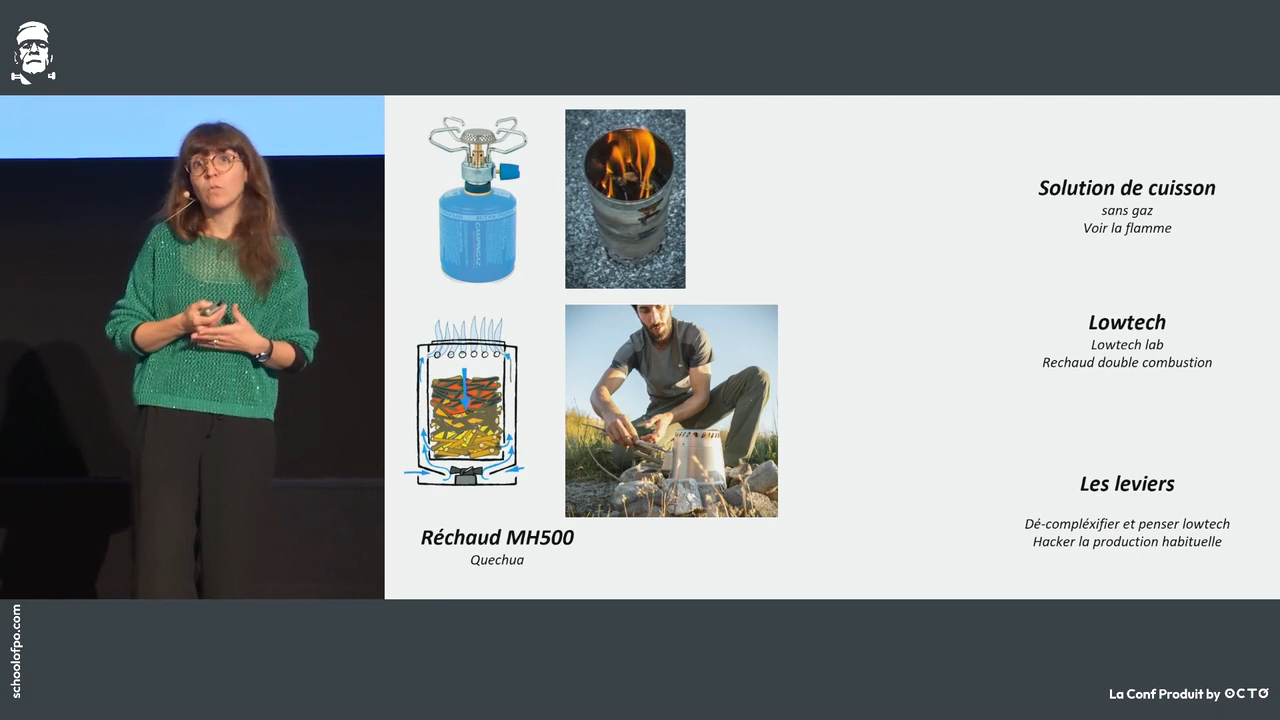 Solution de cuisson
sans gaz
Voir la flamme
Lowtech
Lowtech lab
Rechaud double combustion
Les leviers
Dé-compléxifier et penser lowtech
Hacker la production habituelle
Réchaud MH500
Quechua
CAMPINGAZ
schoolofpo.com
La Conf Produit by OCTO